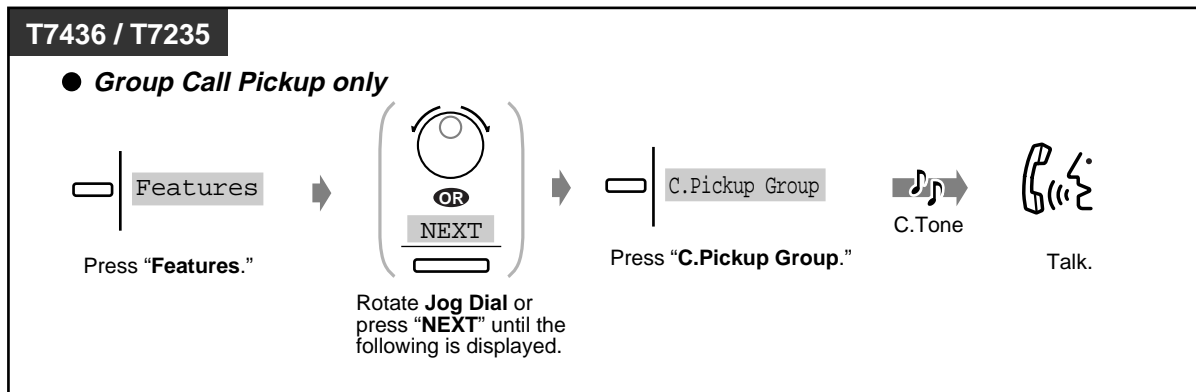 T7436 / T7235
● Group Call Pickup only
Features
Press “Features.”
OR
NEXT
Rotate Jog Dial or
press “NEXT” until the
following is displayed.
C.Pickup Group
Press “C.Pickup Group.”
C.Tone
Talk.